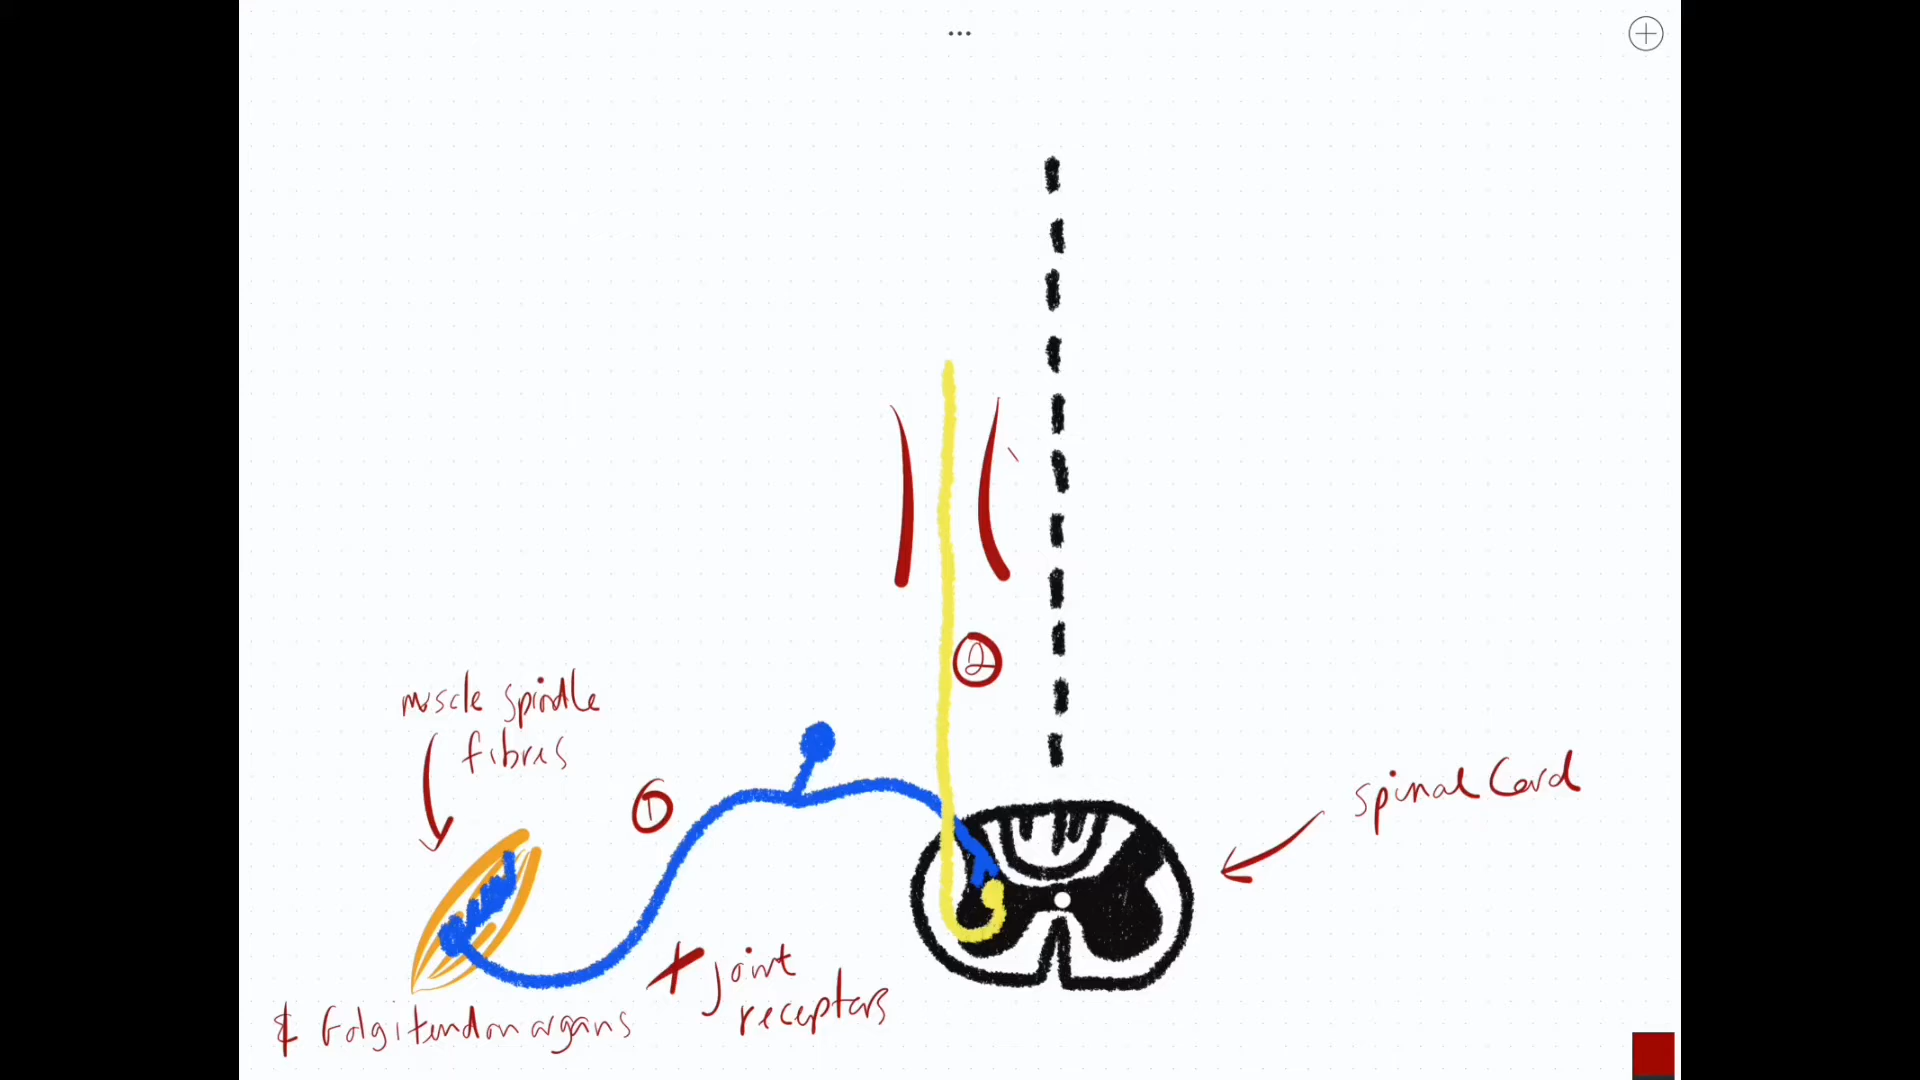 ②
muscle spindle
fibres
①
spinal Cord
+ joint
receptors
& Golgi tendon organs